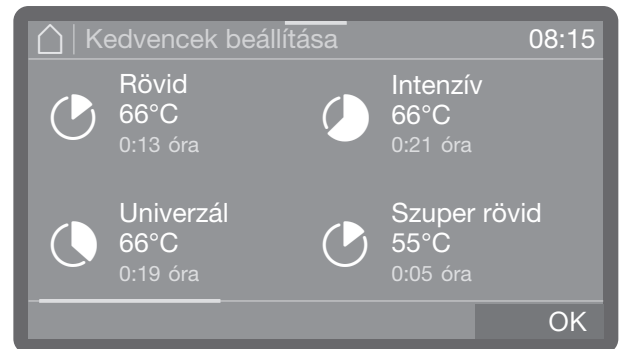 Kedvencek beállítása 08:15
Rövid
66°C
0:13 óra
Intenzív
66°C
0:21 óra
Univerzál
66°C
0:19 óra
Szuper rövid
55°C
0:05 óra
OK